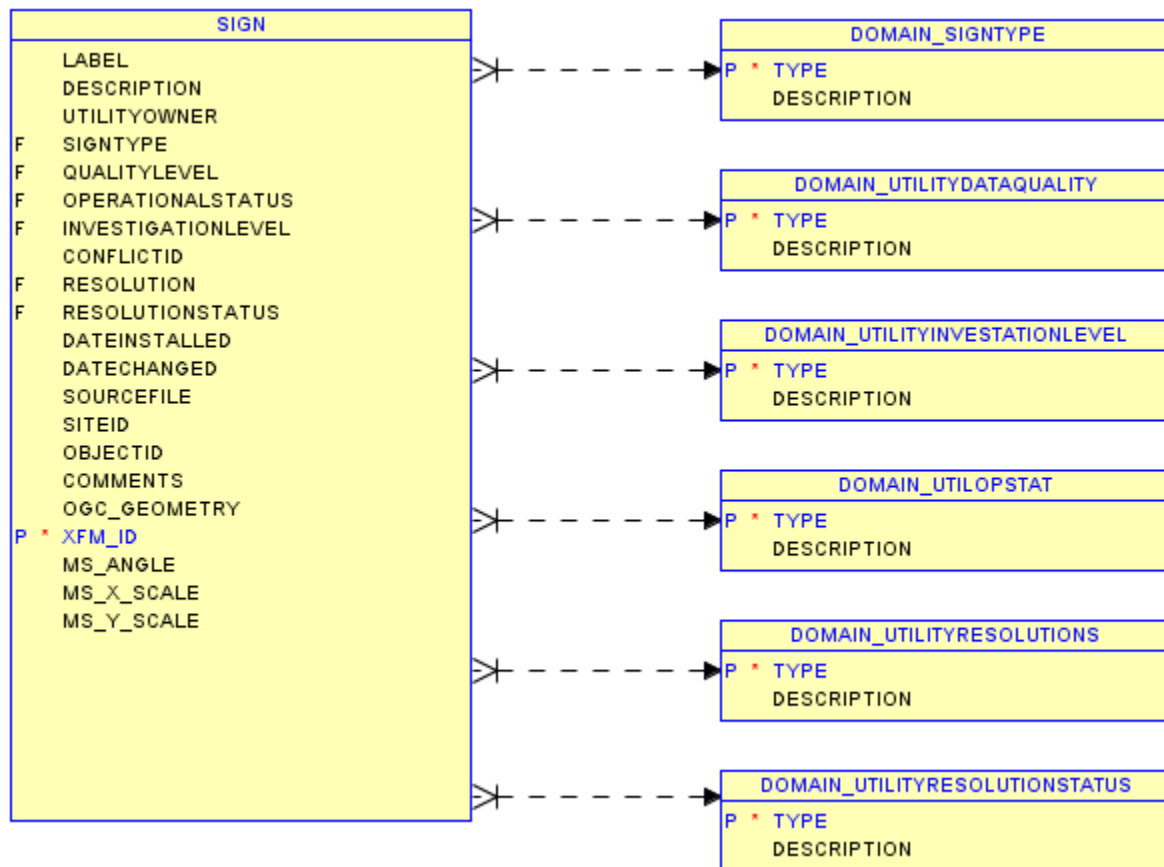 SIGN
LABEL
DESCRIPTION
UTILITYOWNER
F SIGNTYPE
F QUALITYLEVEL
F OPERATIONALSTATUS
F INVESTIGATIONLEVEL
CONFLICTID
F RESOLUTION
F RESOLUTIONSTATUS
DATEINSTALLED
DATECHANGED
SOURCEFILE
SITEID
OBJECTID
COMMENTS
OGC_GEOMETRY
P * XFM_ID
MS_ANGLE
MS_X_SCALE
MS_Y_SCALE
DOMAIN_SIGNTYPE
P * TYPE
DESCRIPTION
DOMAIN_UTILITYDATAQUALITY
P * TYPE
DESCRIPTION
DOMAIN_UTILITYINVESTATIONLEVEL
P * TYPE
DESCRIPTION
DOMAIN_UTILOPSTAT
P * TYPE
DESCRIPTION
DOMAIN_UTILITYRESOLUTIONS
P * TYPE
DESCRIPTION
DOMAIN_UTILITYRESOLUTIONSTATUS
P * TYPE
DESCRIPTION